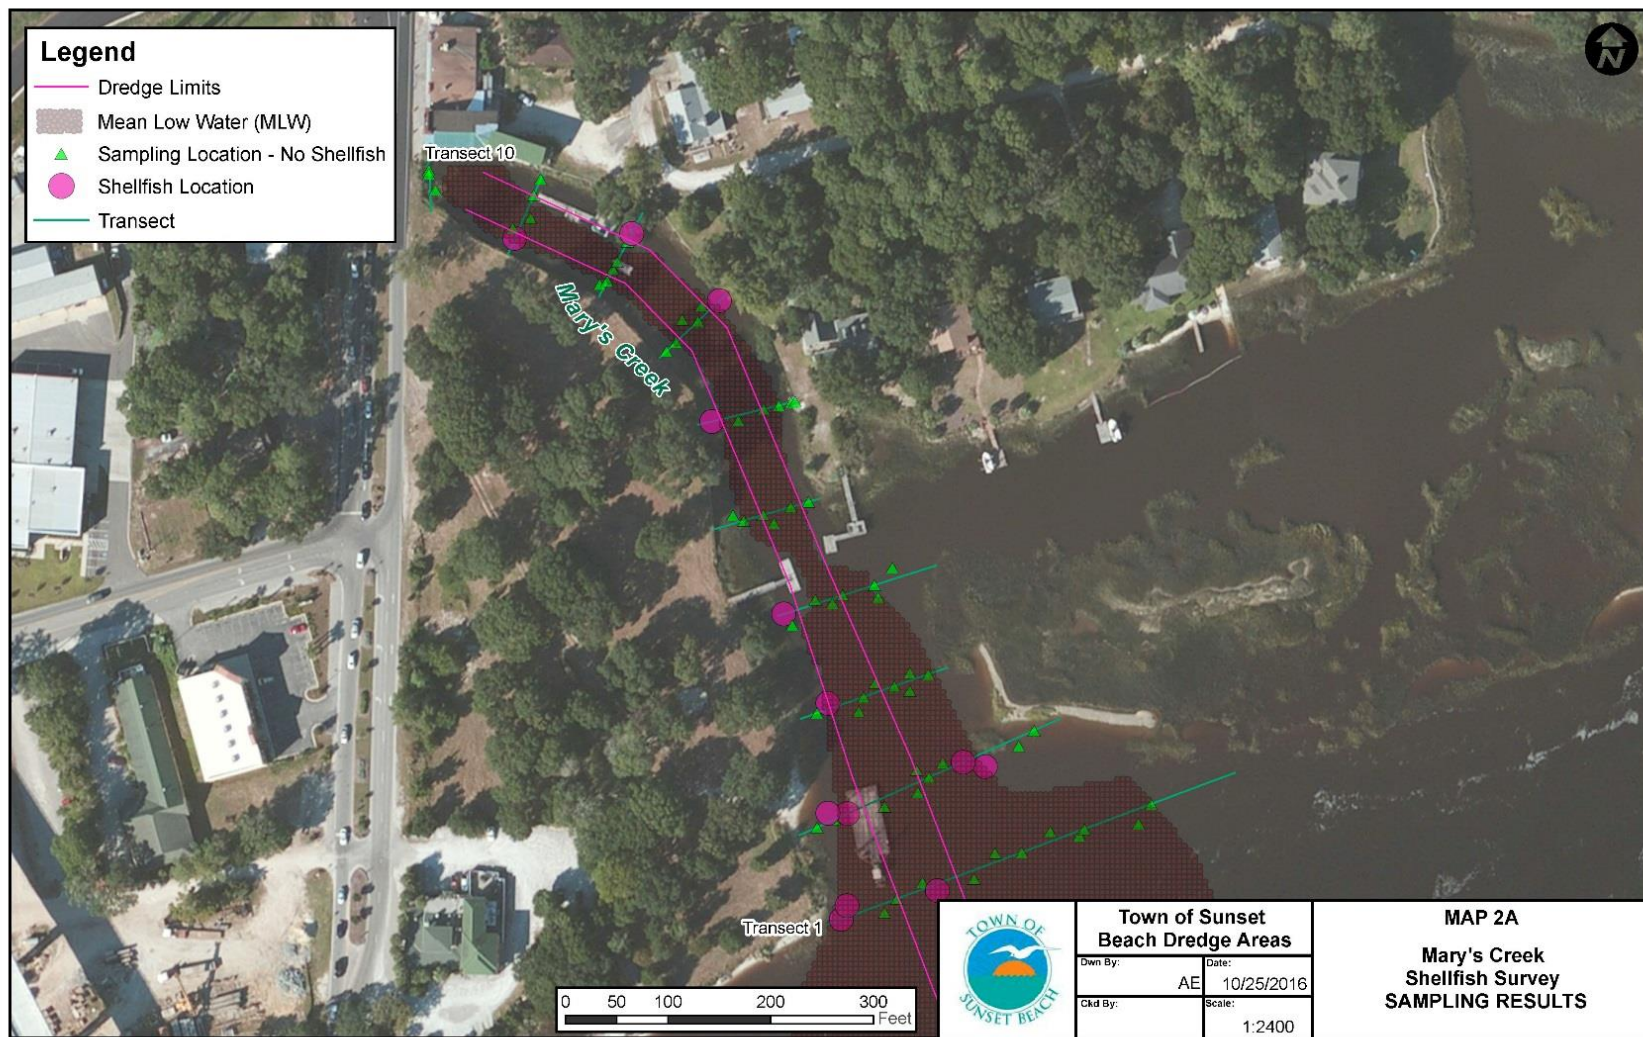 Legend
Dredge Limits
Mean Low Water (MLW)
Sampling Location - No Shellfish
Shellfish Location
Transect
N
Transect 10
Mary's Creek
Transect 1
0 50 100 200 300
Feet
TOWN OF
SUNSET BEACH
Town of Sunset
Beach Dredge Areas
Dwn By:
AE
Date:
10/25/2016
Ckd By:
Scale:
1:2400
MAP 2A
Mary's Creek
Shellfish Survey
SAMPLING RESULTS